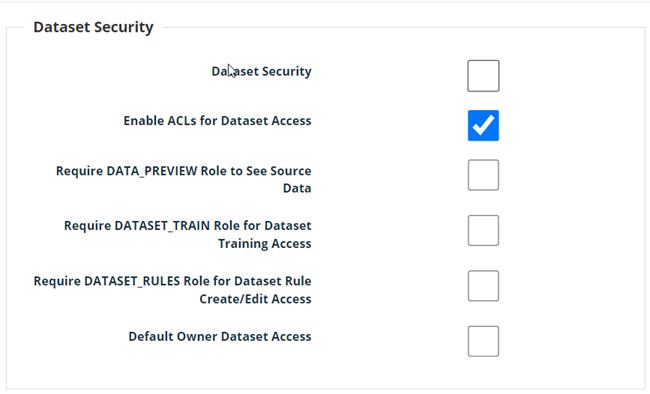 Dataset Security
Dataset Security
Enable ACLs for Dataset Access
Require DATA_PREVIEW Role to See Source
Data
Require DATASET_TRAIN Role for Dataset
Training Access
Require DATASET_RULES Role for Dataset Rule
Create/Edit Access
Default Owner Dataset Access